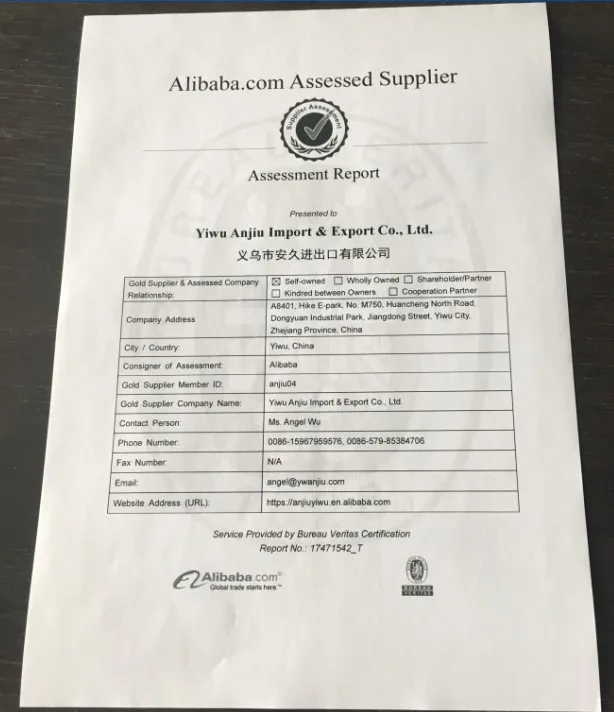 Alibaba.com Assessed Supplier
Supplier Assessment
Assessment Report
Presented to
Yiwu Anjiu Import & Export Co., Ltd.
义乌市安久进出口有限公司
Gold Supplier & Assessed Company Relationship: ☒ Self-owned ☐ Wholly Owned ☐ Shareholder/Partner
☐ Kindred between Owners ☐ Cooperation Partner
Company Address A8401, Hike E-park, No. M750, Huancheng North Road,
Dongyuan Industrial Park, Jiangdong Street, Yiwu City,
Zhejiang Province, China
City / Country: Yiwu, China
Consigner of Assessment: Alibaba
Gold Supplier Member ID: anjiu04
Gold Supplier Company Name: Yiwu Anjiu Import & Export Co., Ltd.
Contact Person: Ms. Angel Wu
Phone Number: 0086-15967959576, 0086-579-85384706
Fax Number: N/A
Email: angel@ywanjiu.com
Website Address (URL): https://anjiuyiwu.en.alibaba.com
Service Provided by Bureau Veritas Certification
Report No.: 17471542_T
Alibaba.com®
Global trade starts here.™
BUREAU
VERITAS